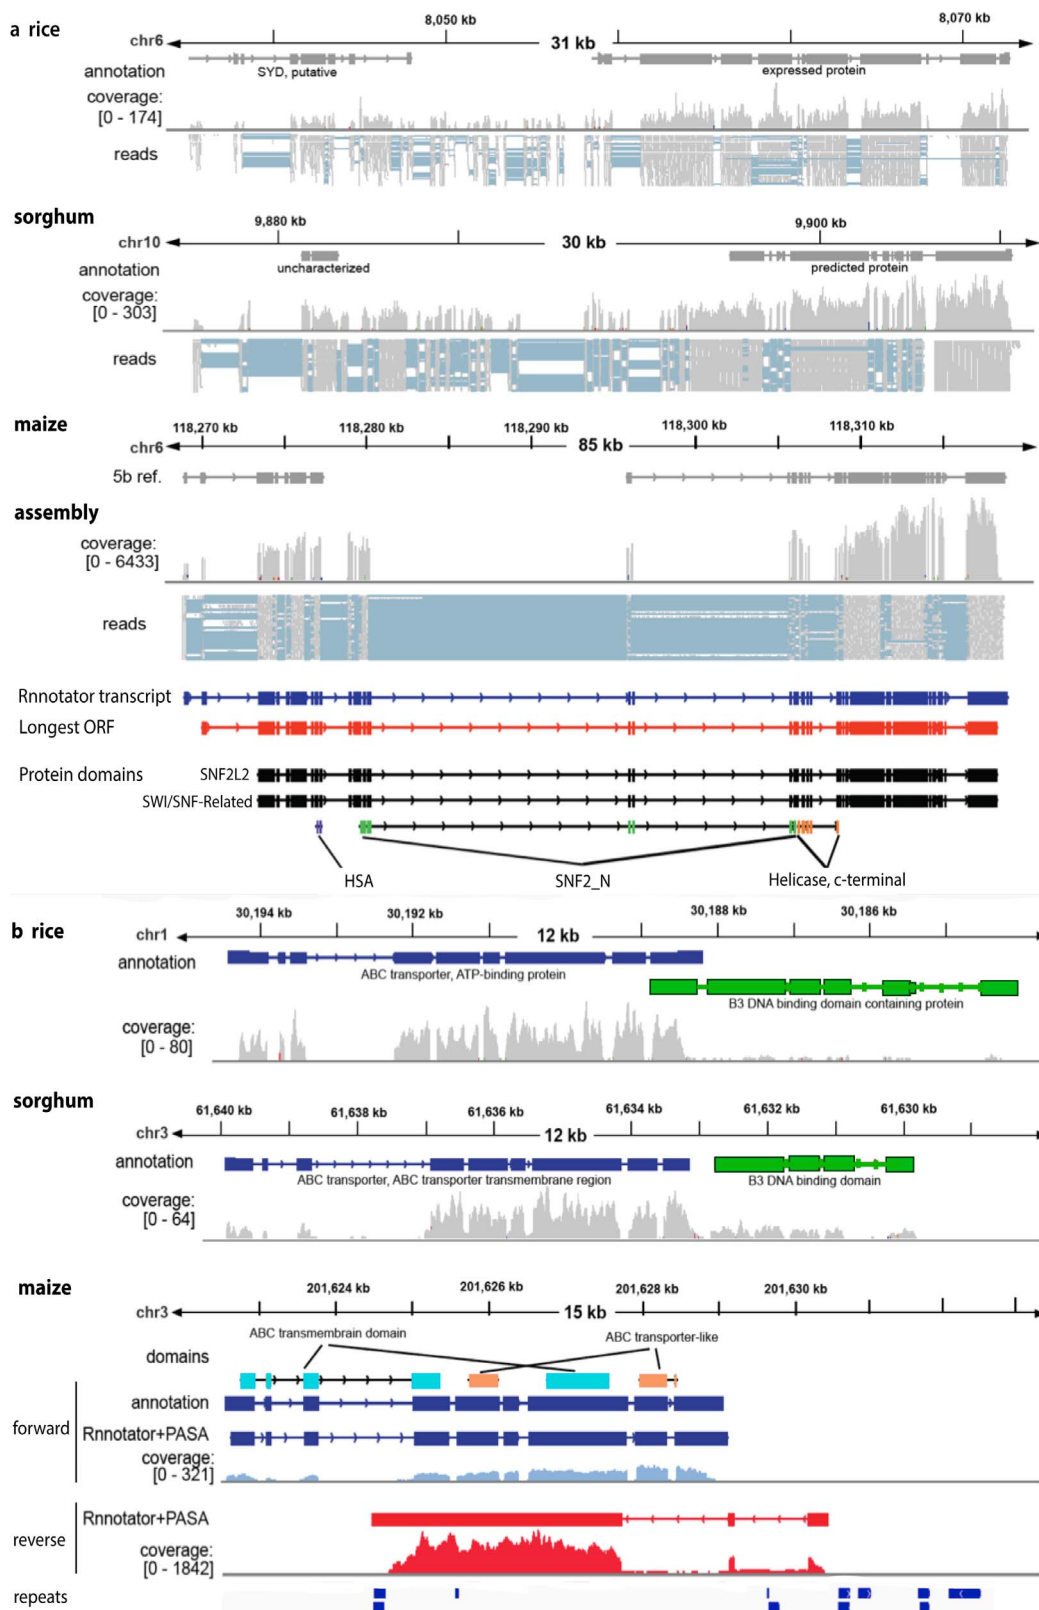 a rice
8,050 kb
8,070 kb
chr6
31 kb
annotation
SYD, putative
expressed protein
coverage:
[0 - 174]
reads
sorghum
9,880 kb
9,900 kb
chr10
30 kb
annotation
uncharacterized
predicted protein
coverage:
[0 - 303]
reads
maize
118,270 kb
118,280 kb
118,290 kb
118,300 kb
118,310 kb
chr6
85 kb
5b ref.
assembly
coverage:
[0 - 6433]
reads
Rnnotator transcript
Longest ORF
Protein domains
SNF2L2
SWI/SNF-Related
HSA
SNF2_N
Helicase, c-terminal
b rice
30,194 kb
30,192 kb
30,188 kb
30,186 kb
chr1
12 kb
annotation
ABC transporter, ATP-binding protein
B3 DNA binding domain containing protein
coverage:
[0 - 80]
sorghum
61,640 kb
61,638 kb
61,636 kb
61,634 kb
61,632 kb
61,630 kb
chr3
12 kb
annotation
ABC transporter, ABC transporter transmembrane region
B3 DNA binding domain
coverage:
[0 - 64]
maize
201,624 kb
201,626 kb
201,628 kb
201,630 kb
chr3
15 kb
ABC transmembrain domain
ABC transporter-like
domains
annotation
forward
Rnnotator+PASA
coverage:
[0 - 321]
Rnnotator+PASA
reverse
coverage:
[0 - 1842]
repeats